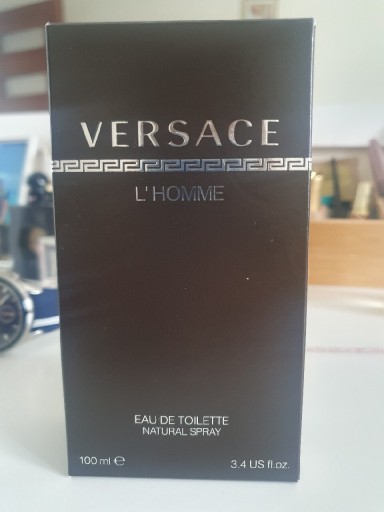 VERSACE
L'HOMME
EAU DE TOILETTE
NATURAL SPRAY
100 ml ℮ 3.4 US fl.oz.